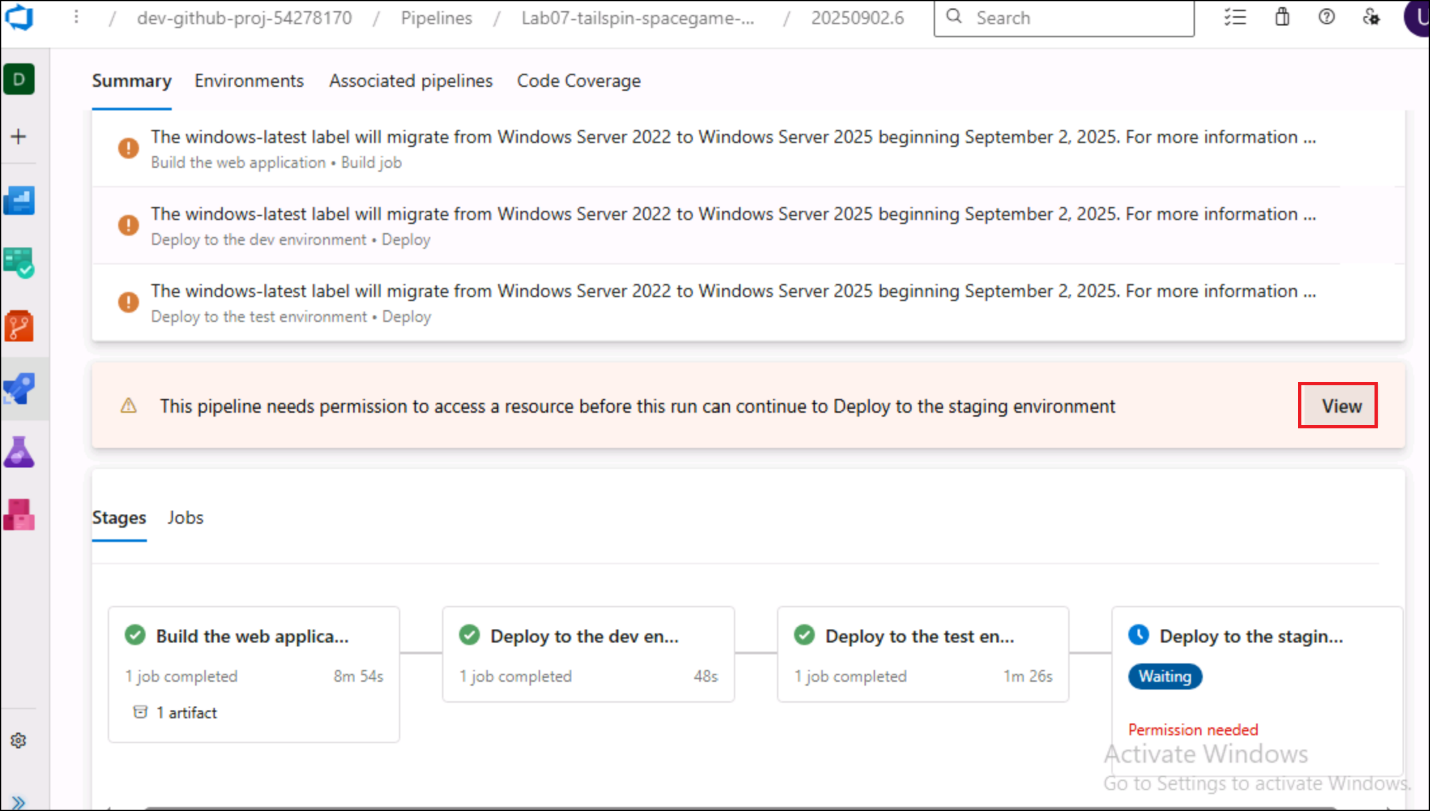 dev-github-proj-54278170 / Pipelines / Lab07-tailspin-spacegame-... / 20250902.6
Search
U
D
Summary Environments Associated pipelines Code Coverage
The windows-latest label will migrate from Windows Server 2022 to Windows Server 2025 beginning September 2, 2025. For more information ...
Build the web application • Build job
The windows-latest label will migrate from Windows Server 2022 to Windows Server 2025 beginning September 2, 2025. For more information ...
Deploy to the dev environment • Deploy
The windows-latest label will migrate from Windows Server 2022 to Windows Server 2025 beginning September 2, 2025. For more information ...
Deploy to the test environment • Deploy
This pipeline needs permission to access a resource before this run can continue to Deploy to the staging environment
View
Stages Jobs
Build the web applica...
1 job completed 8m 54s
1 artifact
Deploy to the dev en...
1 job completed 48s
Deploy to the test en...
1 job completed 1m 26s
Deploy to the stagin...
Waiting
Permission needed
Activate Windows
Go to Settings to activate Windows.